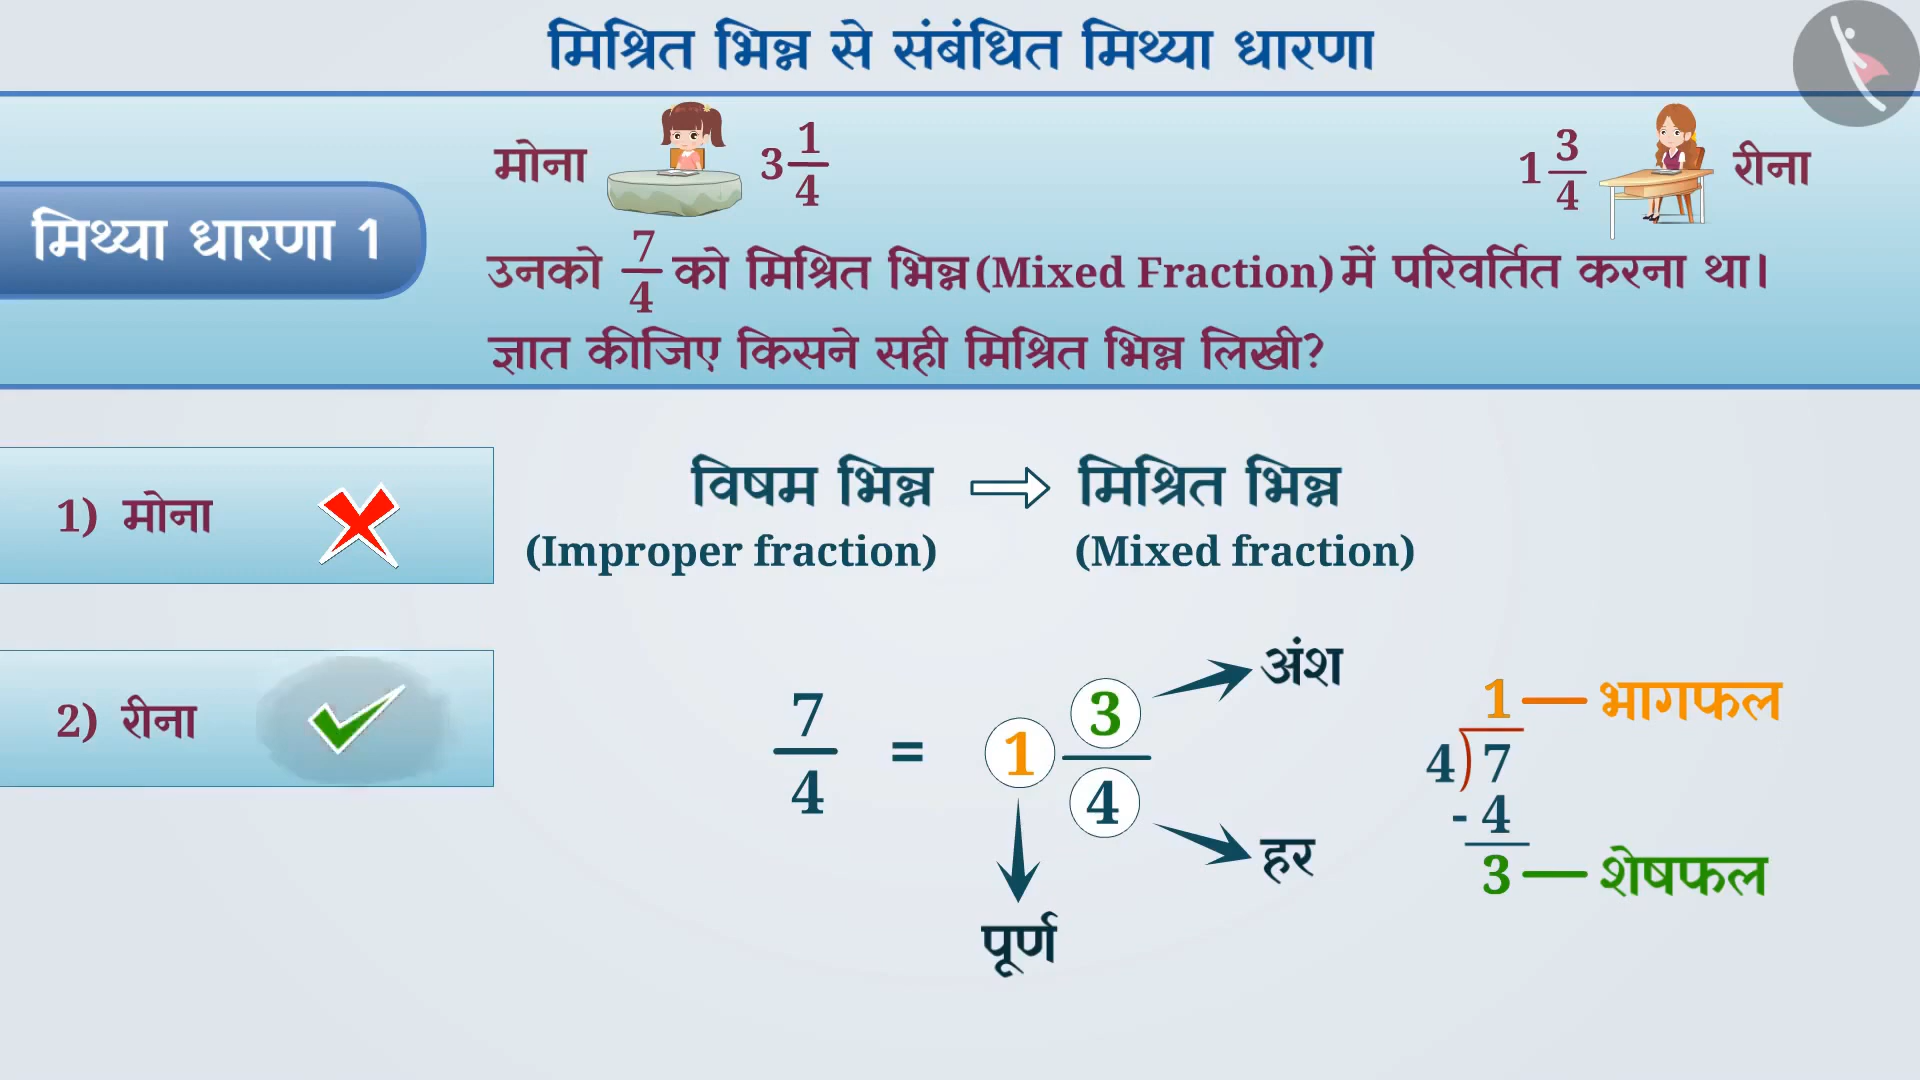 मिश्रित भिन्न से संबंधित मिथ्या धारणा
मिथ्या धारणा 1
मोना 3 1/4
1 3/4 रीना
उनको 7/4 को मिश्रित भिन्न (Mixed Fraction) में परिवर्तित करना था।
ज्ञात कीजिए किसने सही मिश्रित भिन्न लिखी?
1) मोना
2) रीना
विषम भिन्न → मिश्रित भिन्न
(Improper fraction) (Mixed fraction)
7/4 = 1 3/4
अंश
हर
पूर्ण
1 — भागफल
4)7
- 4
3 — शेषफल